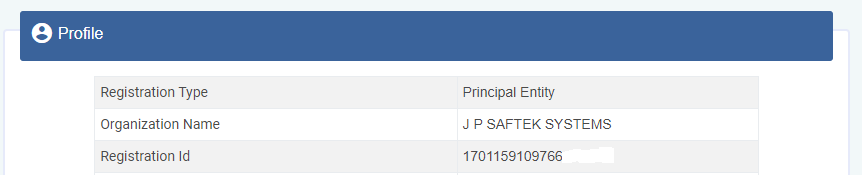 Profile
Registration Type Principal Entity
Organization Name J P SAFTEK SYSTEMS
Registration Id 1701159109766